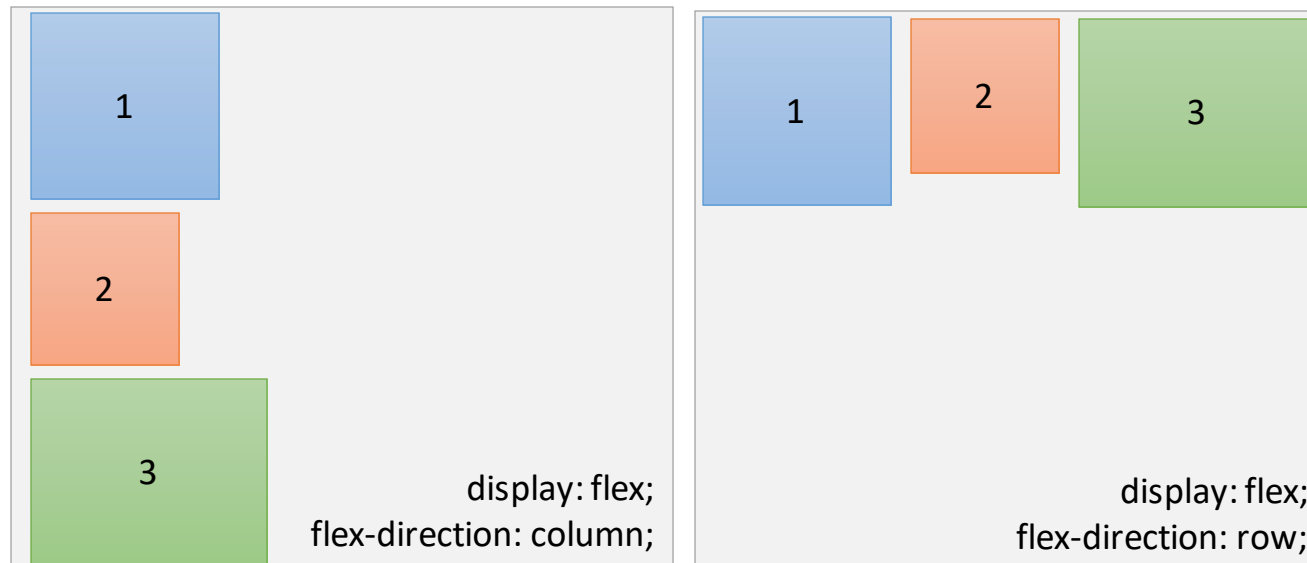 1
2
3
display: flex;
flex-direction: column;
1
2
3
display: flex;
flex-direction: row;